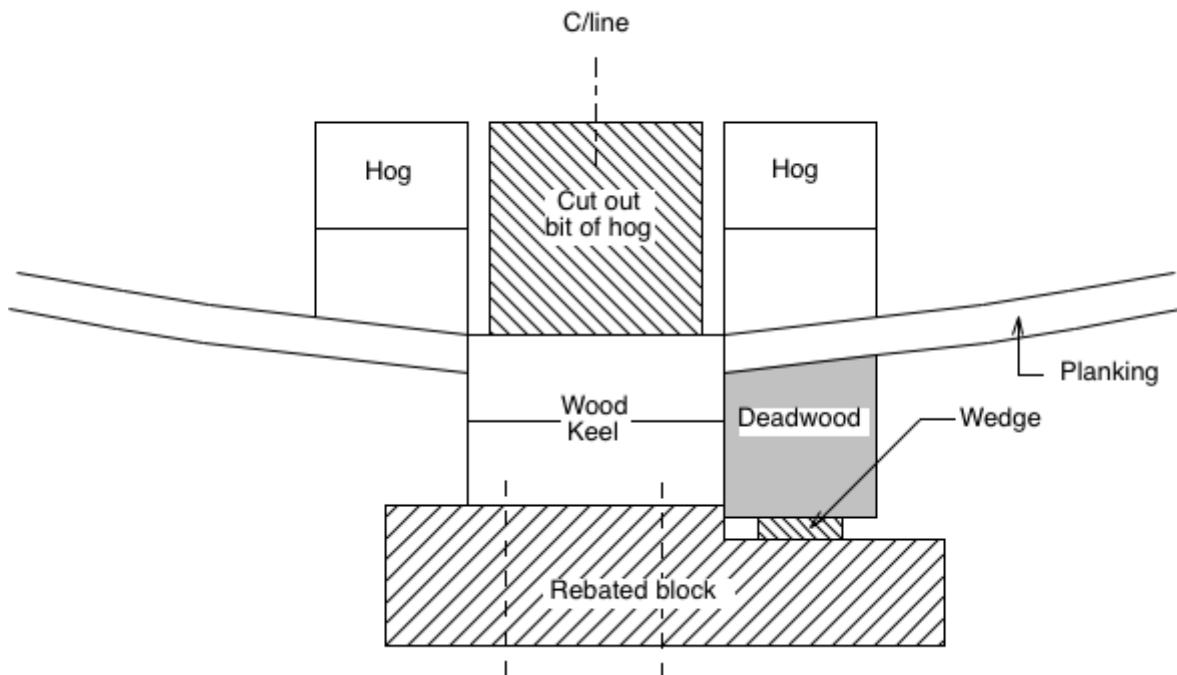 C/line
Hog
Hog
Cut out
bit of hog
Planking
Wood
Keel
Deadwood
Wedge
Rebated block